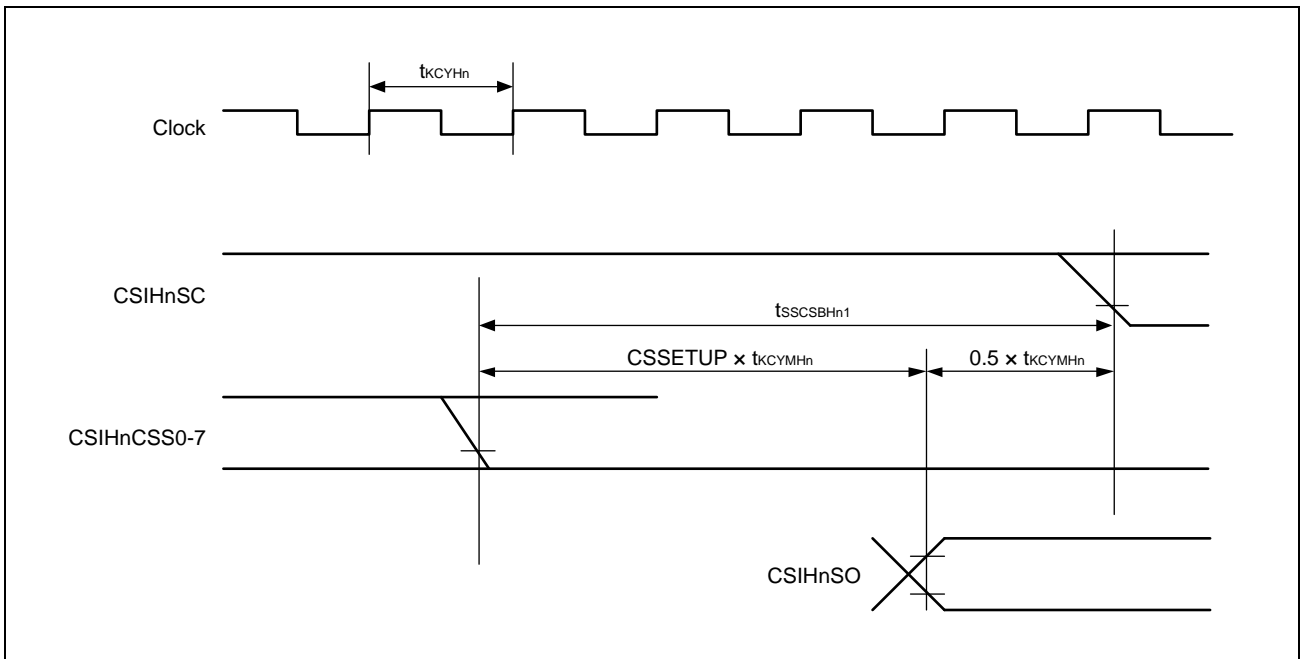 tKCYHn
Clock
CSIHnSC
tSSCSBHn1
CSSETUP × tKCYMHn
0.5 × tKCYMHn
CSIHnCSS0-7
CSIHnSO